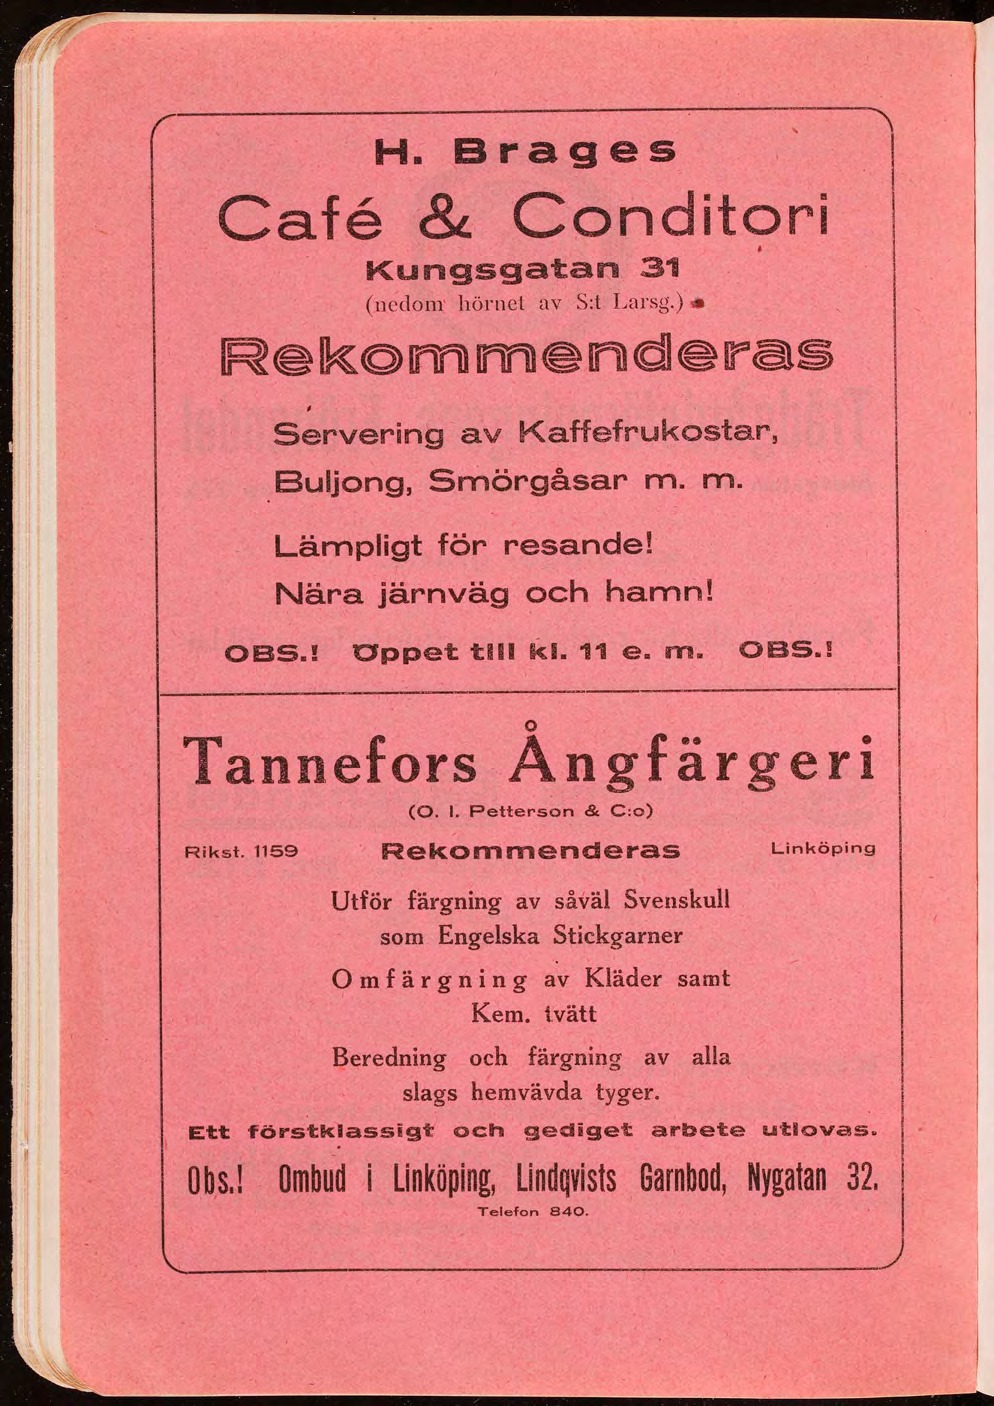 H. Brages
Café & Conditori
Kungsgatan 31
(nedom hörnet av S:t Larsg.)
Rekommenderas
Servering av Kaffefrukostar,
Buljong, Smörgåsar m. m.
Lämpligt för resande!
Nära järnväg och hamn!
OBS.! Öppet till kl. 11 e. m. OBS.!
Tannefors Ångfärgeri
(O. I. Petterson & C:o)
Rikst. 1159 Rekommenderas Linköping
Utför färgning av såväl Svenskull
som Engelska Stickgarner
Omfärgning av Kläder samt
Kem. tvätt
Beredning och färgning av alla
slags hemvävda tyger.
Ett förstklassigt och gediget arbete utlovas.
Obs.! Ombud i Linköping, Lindqvists Garnbod, Nygatan 32.
Telefon 840.